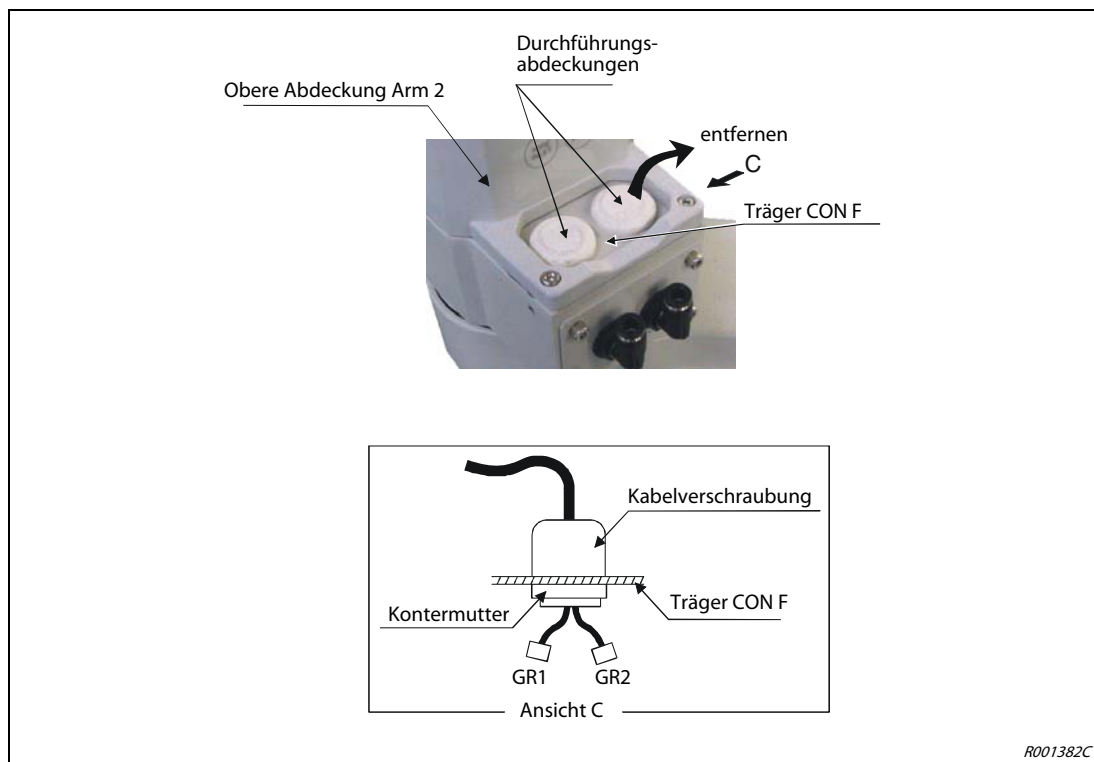 Durchführungs-
abdeckungen
Obere Abdeckung Arm 2
entfernen
C
Träger CON F
Kabelverschraubung
Kontermutter
Träger CON F
GR1
GR2
Ansicht C
R001382C